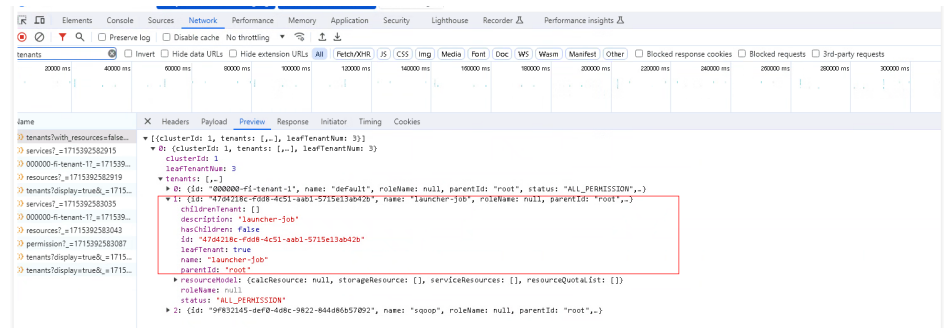 Elements Console Sources Network Performance Memory Application Security Lighthouse Recorder Performance insights
Preserve log Disable cache No throttling
tenants Invert Hide data URLs Hide extension URLs All Fetch/XHR JS CSS Img Media Font Doc WS Wasm Manifest Other Blocked response cookies Blocked requests 3rd-party requests
20000 ms 40000 ms 60000 ms 80000 ms 100000 ms 120000 ms 140000 ms 160000 ms 180000 ms 200000 ms 220000 ms 240000 ms 260000 ms 280000 ms 300000 ms
Name
tenants?with_resources=false...
services?_=1715392582915
000000-fi-tenant-1?_=171539...
resources?_=1715392582919
tenants?display=true&_=1715...
services?_=1715392583035
000000-fi-tenant-1?_=171539...
resources?_=1715392583043
permission?_=1715392583087
tenants?display=true&_=1715...
tenants?display=true&_=1715...
Headers Payload Preview Response Initiator Timing Cookies
[{clusterId: 1, tenants: [,…], leafTenantNum: 3}]
0: {clusterId: 1, tenants: [,…], leafTenantNum: 3}
clusterId: 1
leafTenantNum: 3
tenants: [,…]
0: {id: "000000-fi-tenant-1", name: "default", roleName: null, parentId: "root", status: "ALL_PERMISSION",…}
1: {id: "47d4218c-fdd8-4c51-aab1-5715e13ab42b", name: "launcher-job", roleName: null, parentId: "root",…}
childrenTenant: []
description: "launcher-job"
hasChildren: false
id: "47d4218c-fdd8-4c51-aab1-5715e13ab42b"
leafTenant: true
name: "launcher-job"
parentId: "root"
resourceModel: {calcResource: null, storageResource: [], serviceResources: [], resourceQuotaList: []}
roleName: null
status: "ALL_PERMISSION"
2: {id: "9f832145-def0-4d8c-9822-844d86b57092", name: "sqoop", roleName: null, parentId: "root",…}